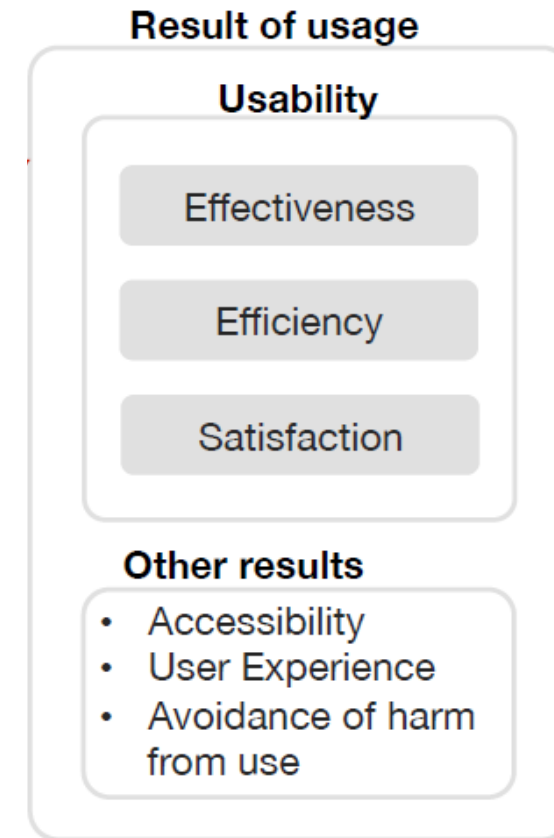 Result of usage
Usability
Effectiveness
Efficiency
Satisfaction
Other results
• Accessibility
• User Experience
• Avoidance of harm
from use